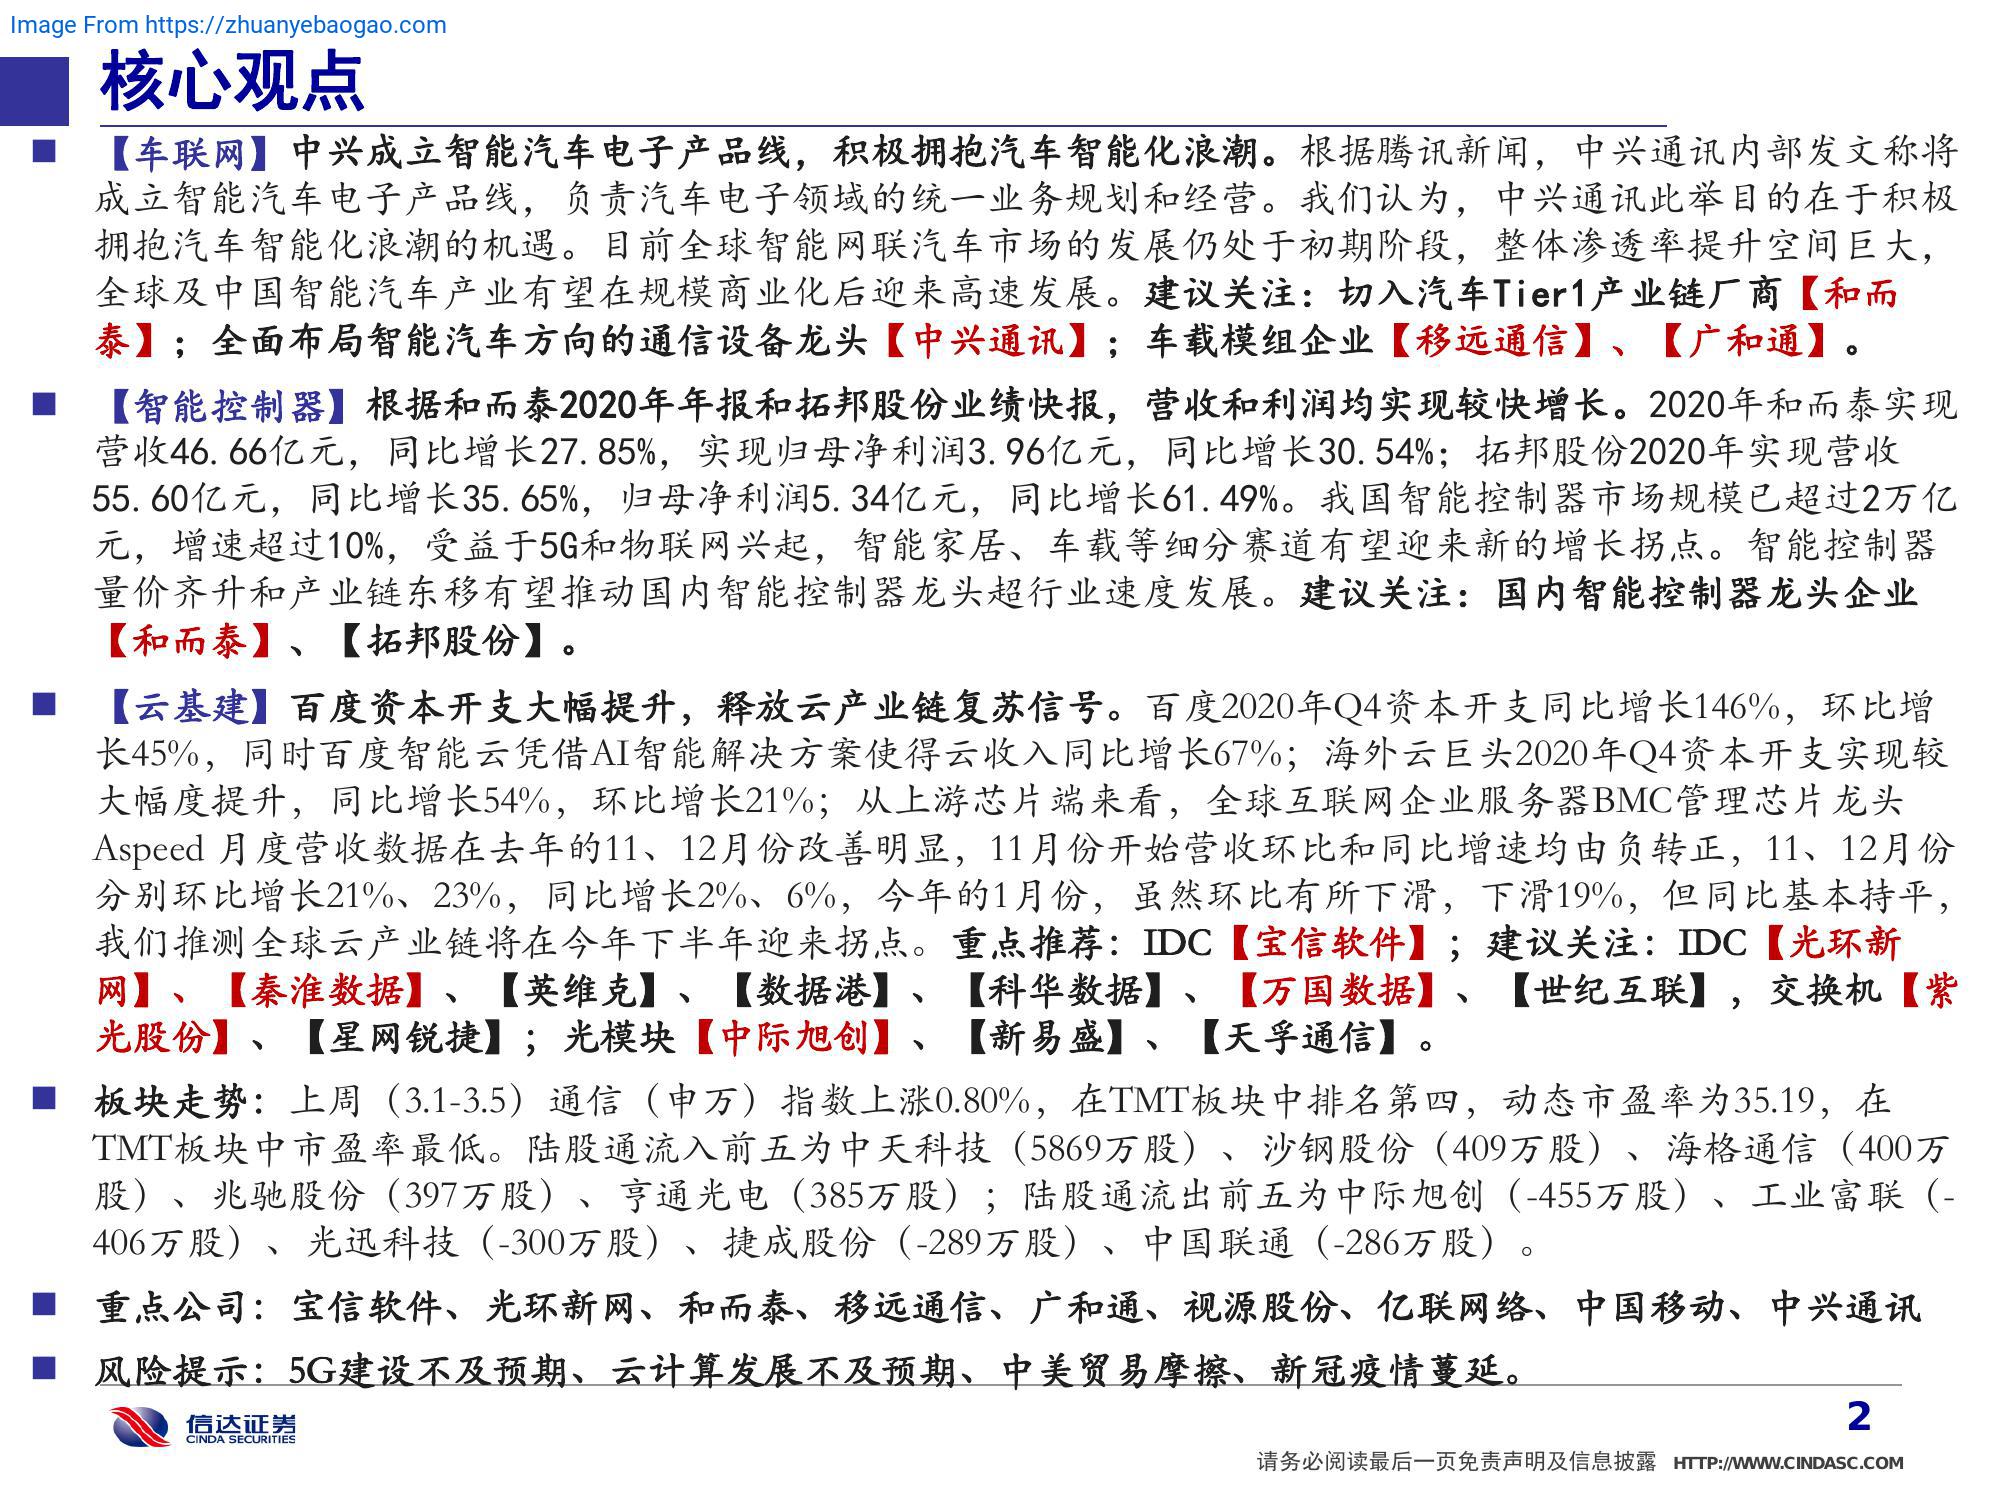 Image From https://zhuanyebaogao.com
核心观点
■ 【车联网】中兴成立智能汽车电子产品线，积极拥抱汽车智能化浪潮。根据腾讯新闻，中兴通讯内部发文称将
成立智能汽车电子产品线，负责汽车电子领域的统一业务规划和经营。我们认为，中兴通讯此举目的在于积极
拥抱汽车智能化浪潮的机遇。目前全球智能网联汽车市场的发展仍处于初期阶段，整体渗透率提升空间巨大，
全球及中国智能汽车产业有望在规模商业化后迎来高速发展。建议关注：切入汽车Tier1产业链厂商【和而
泰】；全面布局智能汽车方向的通信设备龙头【中兴通讯】；车载模组企业【移远通信】、【广和通】。
■ 【智能控制器】根据和而泰2020年年报和拓邦股份业绩快报，营收和利润均实现较快增长。2020年和而泰实现
营收46.66亿元，同比增长27.85%，实现归母净利润3.96亿元，同比增长30.54%；拓邦股份2020年实现营收
55.60亿元，同比增长35.65%，归母净利润5.34亿元，同比增长61.49%。我国智能控制器市场规模已超过2万亿
元，增速超过10%，受益于5G和物联网兴起，智能家居、车载等细分赛道有望迎来新的增长拐点。智能控制器
量价齐升和产业链东移有望推动国内智能控制器龙头超行业速度发展。建议关注：国内智能控制器龙头企业
【和而泰】、【拓邦股份】。
■ 【云基建】百度资本开支大幅提升，释放云产业链复苏信号。百度2020年Q4资本开支同比增长146%，环比增
长45%，同时百度智能云凭借AI智能解决方案使得云收入同比增长67%；海外云巨头2020年Q4资本开支实现较
大幅度提升，同比增长54%，环比增长21%；从上游芯片端来看，全球互联网企业服务器BMC管理芯片龙头
Aspeed 月度营收数据在去年的11、12月份改善明显，11月份开始营收环比和同比增速均由负转正，11、12月份
分别环比增长21%、23%，同比增长2%、6%，今年的1月份，虽然环比有所下滑，下滑19%，但同比基本持平，
我们推测全球云产业链将在今年下半年迎来拐点。重点推荐：IDC【宝信软件】；建议关注：IDC【光环新
网】、【秦淮数据】、【英维克】、【数据港】、【科华数据】、【万国数据】、【世纪互联】，交换机【紫
光股份】、【星网锐捷】；光模块【中际旭创】、【新易盛】、【天孚通信】。
■ 板块走势：上周（3.1-3.5）通信（申万）指数上涨0.80%，在TMT板块中排名第四，动态市盈率为35.19，在
TMT板块中市盈率最低。陆股通流入前五为中天科技（5869万股）、沙钢股份（409万股）、海格通信（400万
股）、兆驰股份（397万股）、亨通光电（385万股）；陆股通流出前五为中际旭创（-455万股）、工业富联（-
406万股）、光迅科技（-300万股）、捷成股份（-289万股）、中国联通（-286万股）。
■ 重点公司：宝信软件、光环新网、和而泰、移远通信、广和通、视源股份、亿联网络、中国移动、中兴通讯
■ 风险提示：5G建设不及预期、云计算发展不及预期、中美贸易摩擦、新冠疫情蔓延。
信达证券
CINDA SECURITIES
2
请务必阅读最后一页免责声明及信息披露 HTTP://WWW.CINDASC.COM